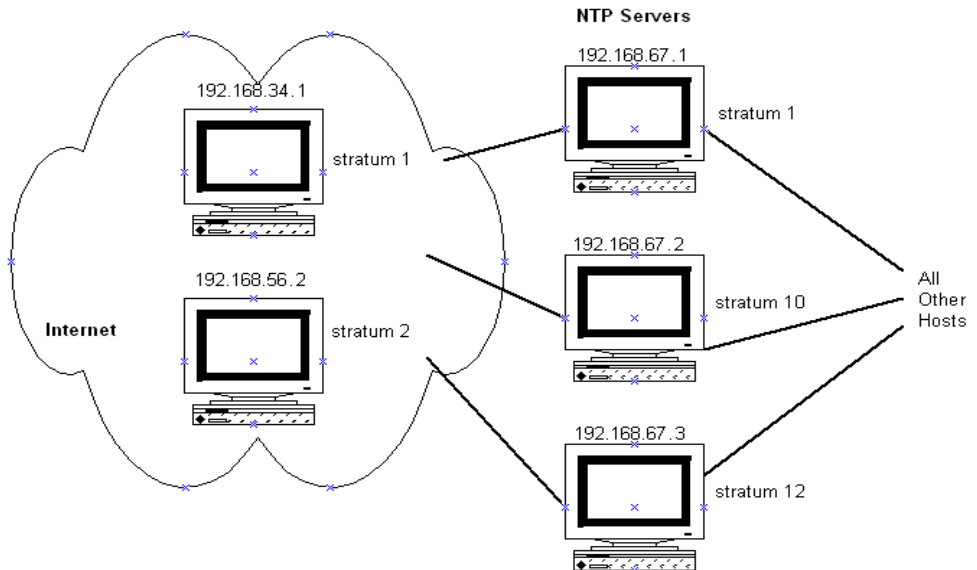 NTP Servers
192.168.67.1
192.168.34.1
stratum 1
stratum 1
192.168.67.2
192.168.56.2
All
Other
Hosts
stratum 10
Internet
stratum 2
192.168.67.3
stratum 12